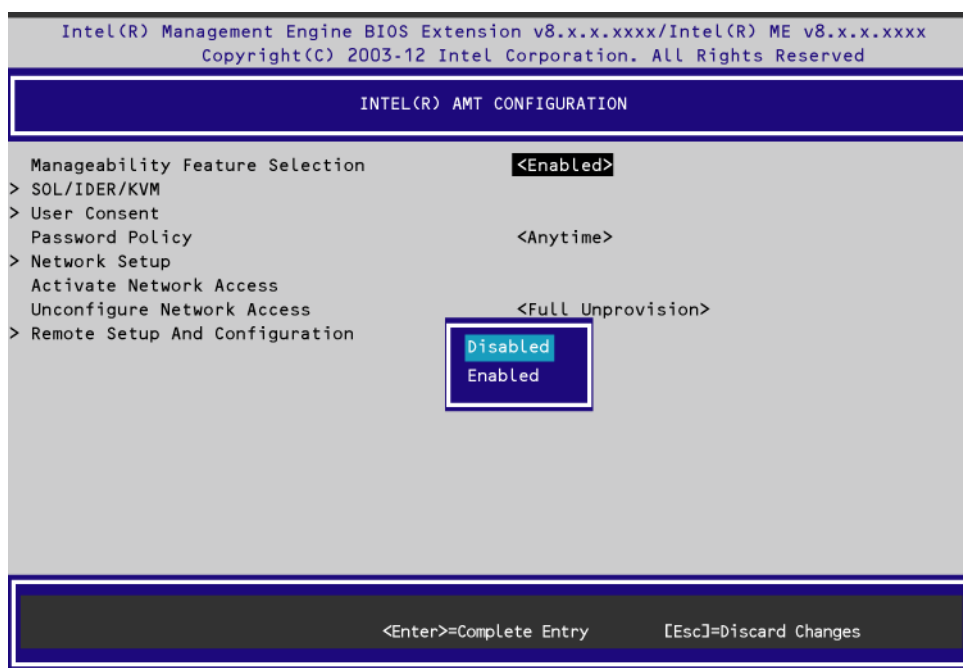 Intel(R) Management Engine BIOS Extension v8.x.x.xxxx/Intel(R) ME v8.x.x.xxxx
Copyright(C) 2003-12 Intel Corporation. All Rights Reserved
INTEL(R) AMT CONFIGURATION
Manageability Feature Selection <Enabled>
> SOL/IDER/KVM
> User Consent
Password Policy <Anytime>
> Network Setup
Activate Network Access
Unconfigure Network Access <Full Unprovision>
> Remote Setup And Configuration
Disabled
Enabled
<Enter>=Complete Entry [Esc]=Discard Changes